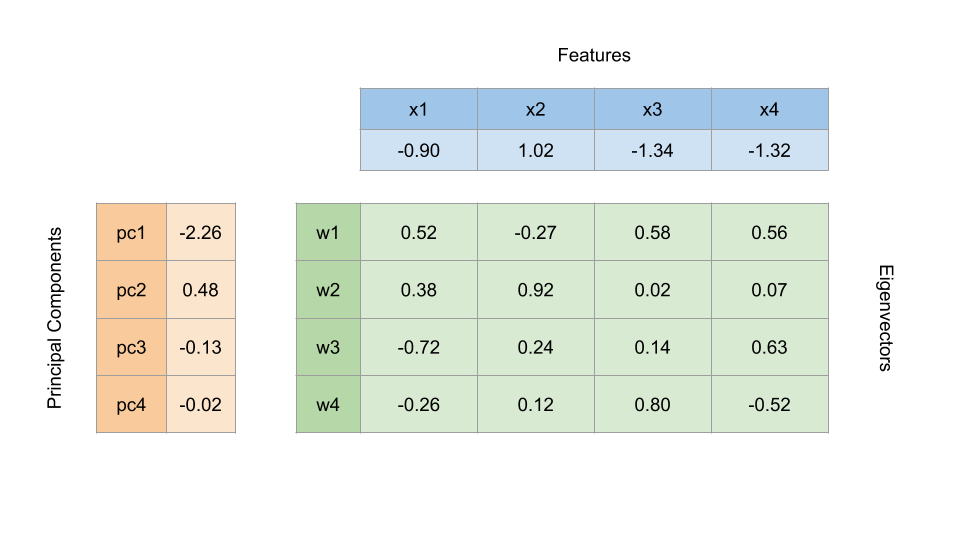 Features
x1 x2 x3 x4
-0.90 1.02 -1.34 -1.32
Principal Components
pc1 -2.26
pc2 0.48
pc3 -0.13
pc4 -0.02
w1 0.52 -0.27 0.58 0.56
w2 0.38 0.92 0.02 0.07
w3 -0.72 0.24 0.14 0.63
w4 -0.26 0.12 0.80 -0.52
Eigenvectors